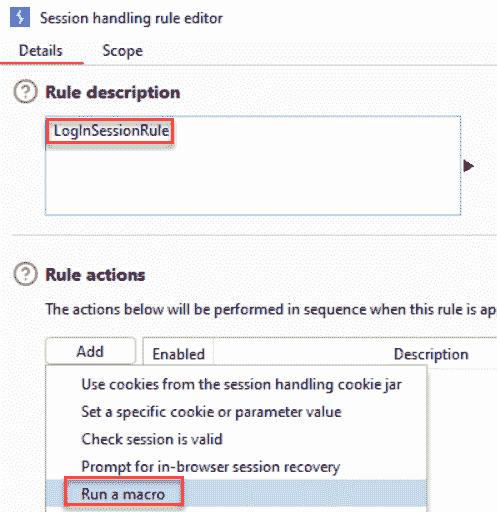 Session handling rule editor
Details Scope
Rule description
LogInSessionRule
Rule actions
The actions below will be performed in sequence when this rule is ap
Add Enabled Description
Use cookies from the session handling cookie jar
Set a specific cookie or parameter value
Check session is valid
Prompt for in-browser session recovery
Run a macro